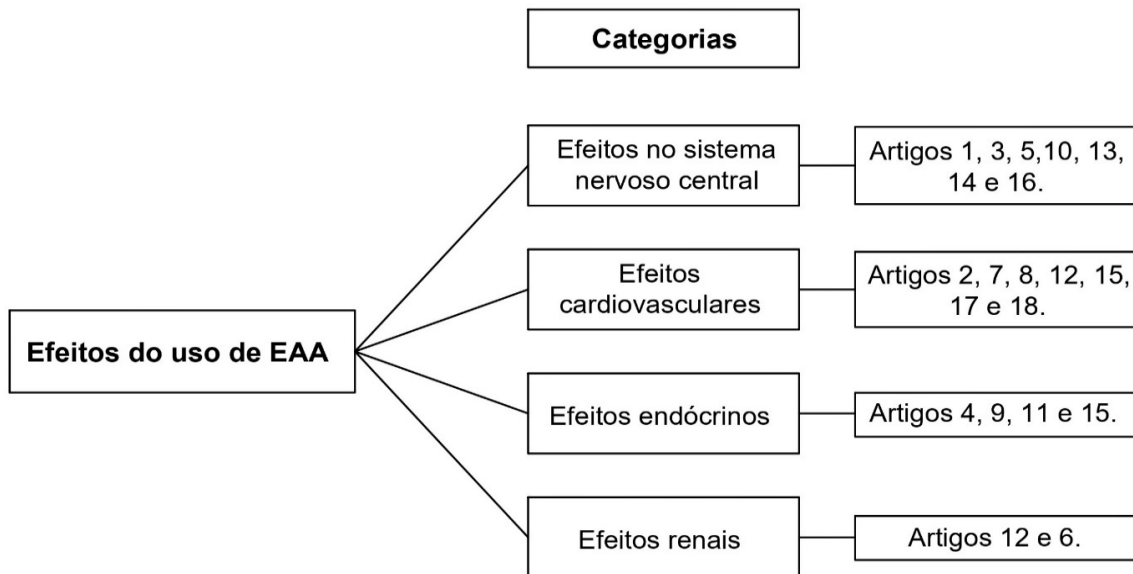 Categorias
Efeitos no sistema
nervoso central
Artigos 1, 3, 5,10, 13,
14 e 16.
Efeitos
cardiovasculares
Artigos 2, 7, 8, 12, 15,
17 e 18.
Efeitos do uso de EAA
Efeitos endócrinos
Artigos 4, 9, 11 e 15.
Efeitos renais
Artigos 12 e 6.